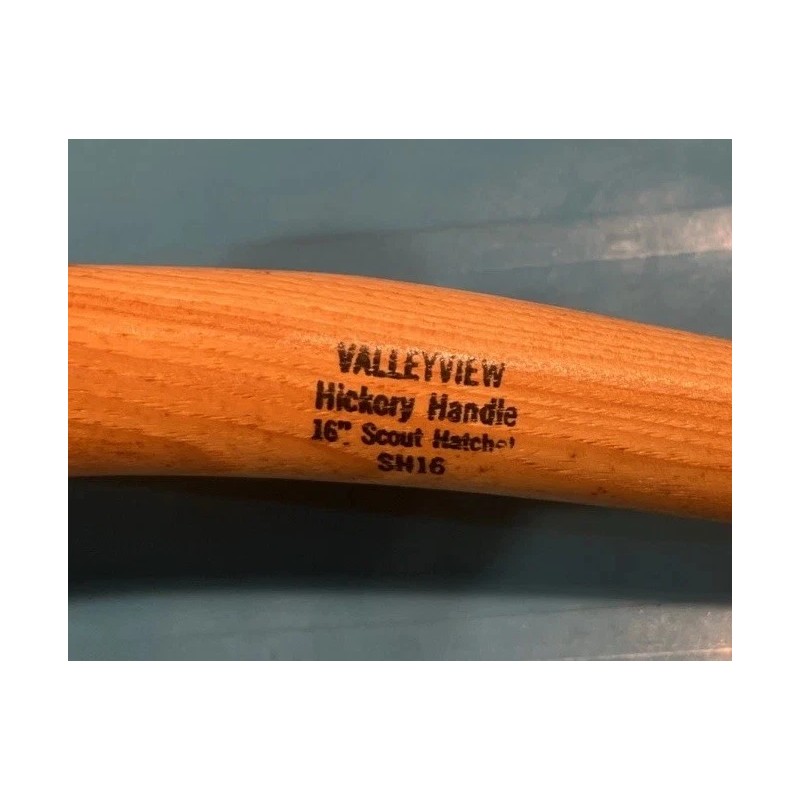 VALLEYVIEW
Hickory Handle
16" Scout Hatchet
SH16